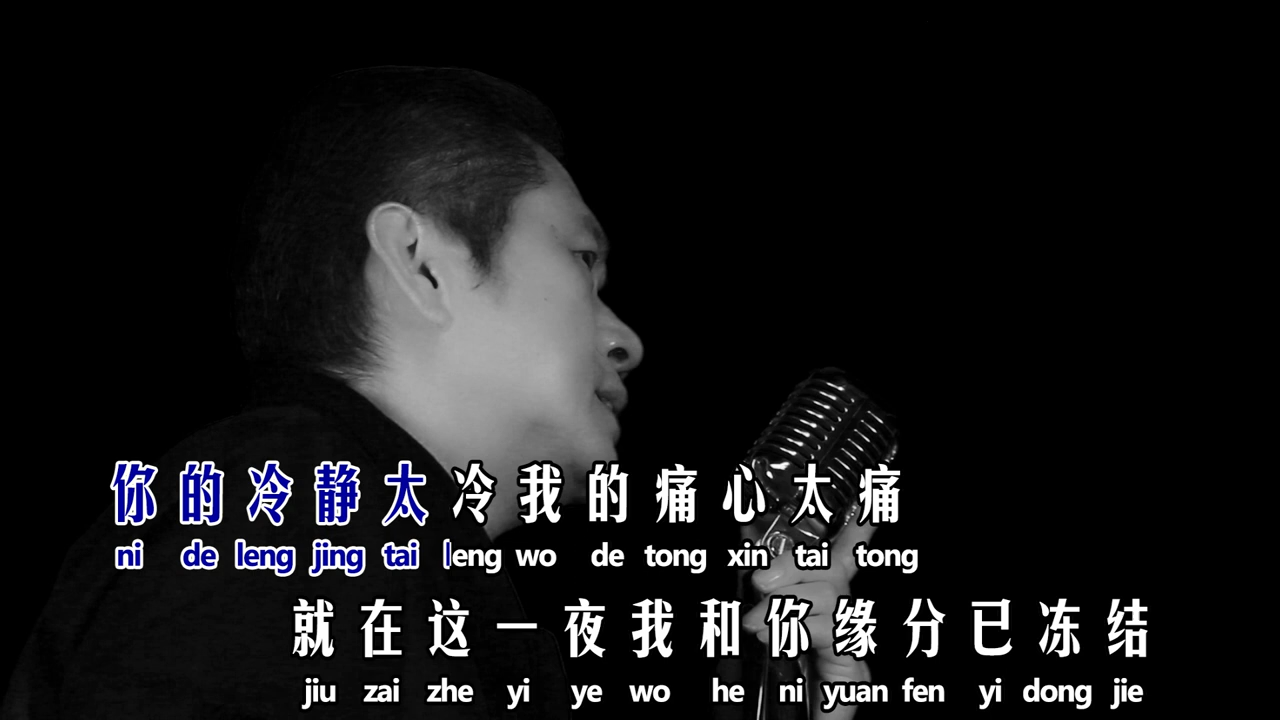 你的冷静太冷我的痛心太痛
ni de leng jing tai leng wo de tong xin tai tong
就在这一夜我和你缘分已冻结
jiu zai zhe yi ye wo he ni yuan fen yi dong jie